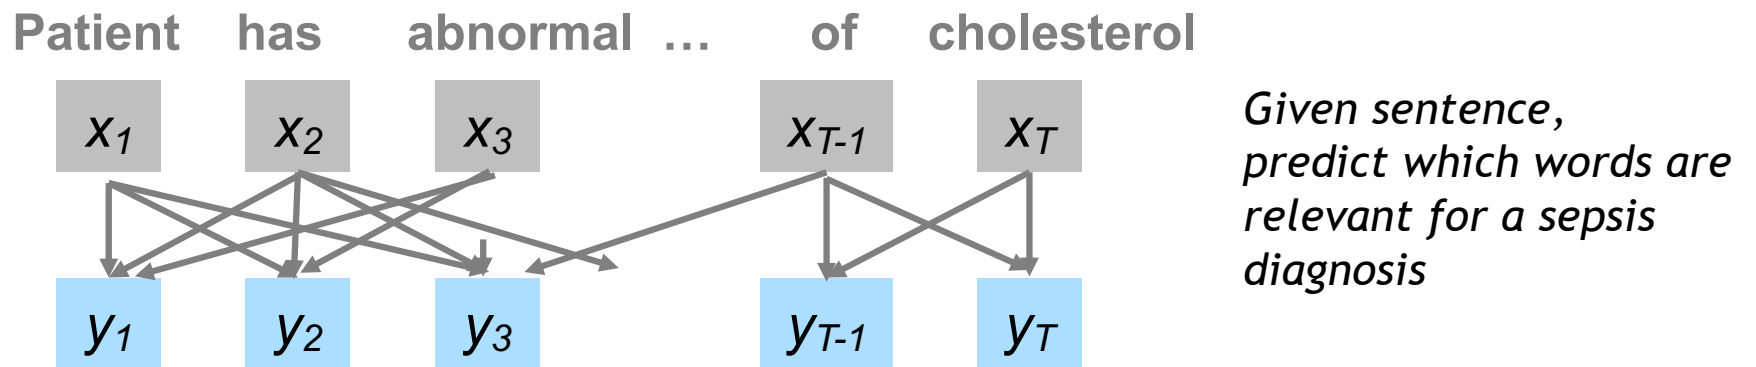 Patient has abnormal … of cholesterol
x1 x2 x3 xT-1 xT
Given sentence,
predict which words are
relevant for a sepsis
diagnosis
y1 y2 y3 yT-1 yT